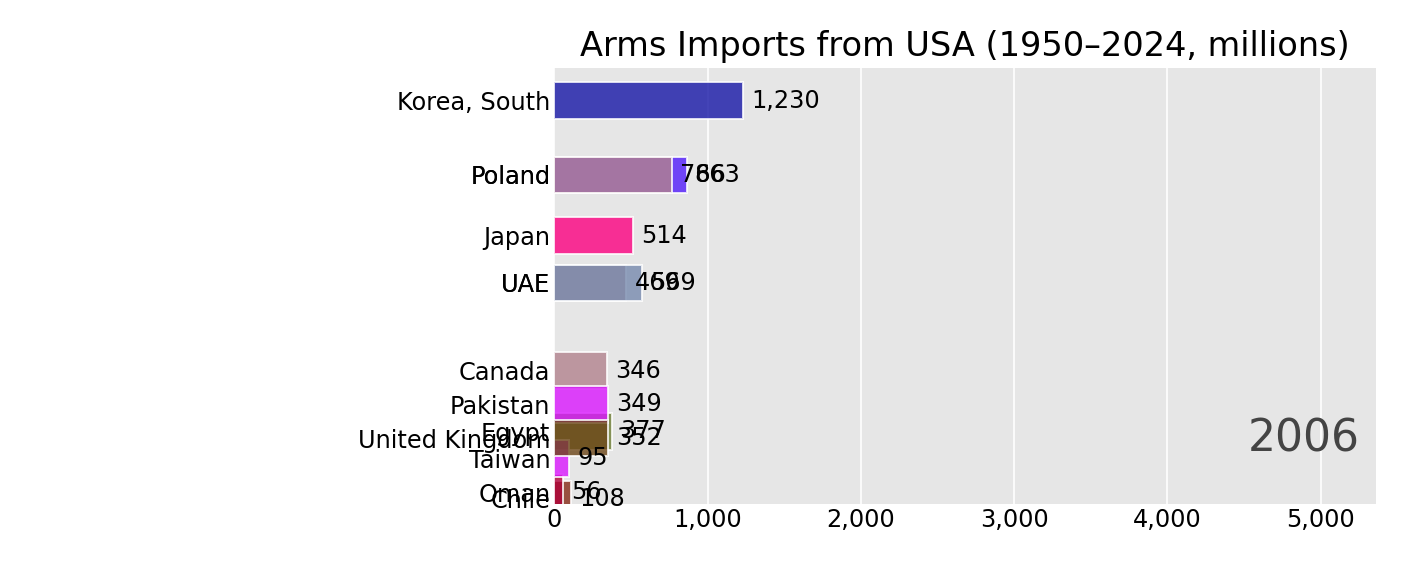 Arms Imports from USA (1950–2024, millions)
Korea, South 1,230
Poland 863
Japan 514
UAE 569
Canada 346
Pakistan 349
Egypt 377
United Kingdom 352
Taiwan 95
Oman 56
Chile 108
2006
0 1,000 2,000 3,000 4,000 5,000